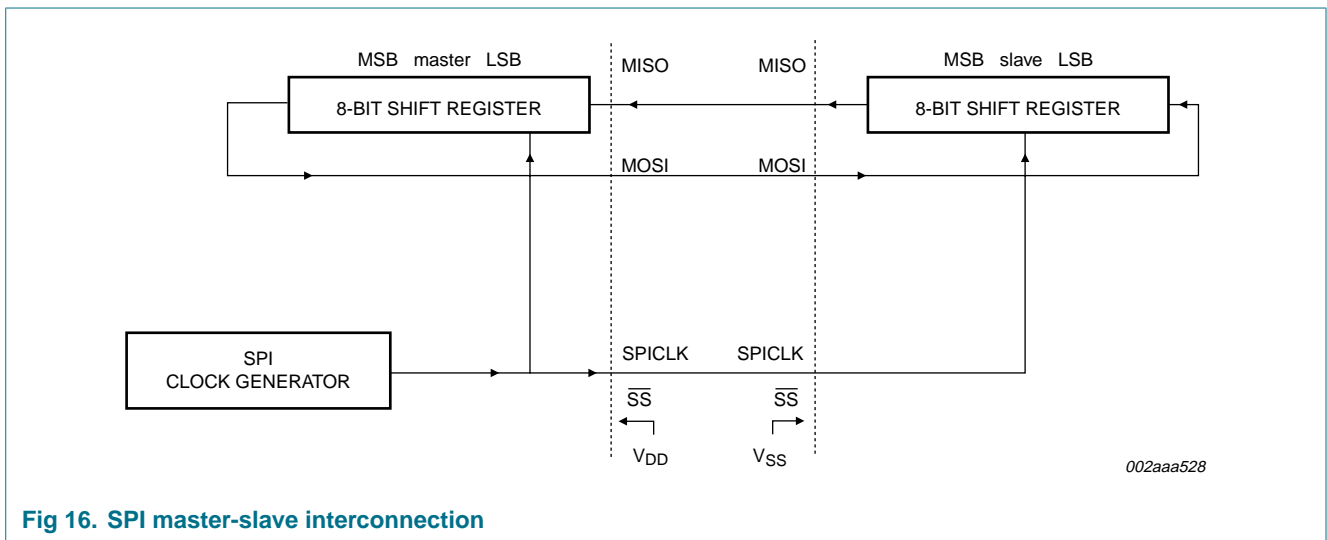 MSB master LSB
MISO
MISO
MSB slave LSB
8-BIT SHIFT REGISTER
8-BIT SHIFT REGISTER
MOSI
MOSI
SPI
CLOCK GENERATOR
SPICLK
SPICLK
SS
SS
VDD
VSS
002aaa528
Fig 16. SPI master-slave interconnection